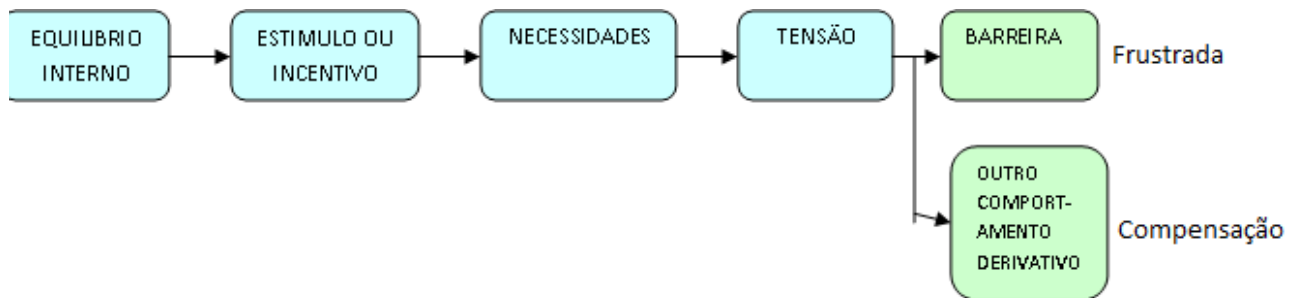 EQUILIBRIO
INTERNO
ESTIMULO OU
INCENTIVO
NECESSIDADES
TENSÃO
BARREIRA
Frustrada
OUTRO
COMPORT-
AMENTO
DERIVATIVO
Compensação